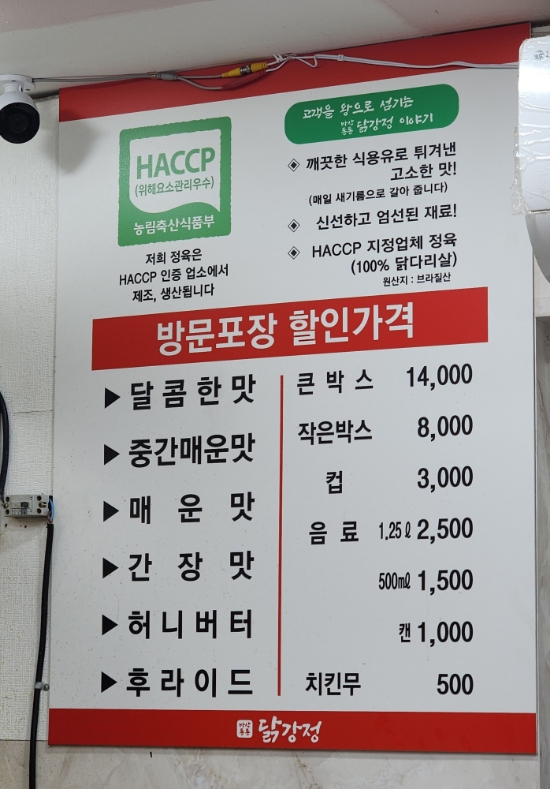 HACCP
(위해요소관리우수)
농림축산식품부
저희 정육은
HACCP 인증 업소에서
제조, 생산됩니다
고객을 왕으로 섬기는
닭강정 이야기
깨끗한 식용유로 튀겨낸
고소한 맛!
(매일 새기름으로 갈아 줍니다)
신선하고 엄선된 재료!
HACCP 지정업체 정육
(100% 닭다리살)
원산지 : 브라질산
방문포장 할인가격
▶ 달콤한맛
▶ 중간매운맛
▶ 매 운 맛
▶ 간 장 맛
▶ 허니버터
▶ 후라이드
큰 박 스 14,000
작은박스 8,000
컵 3,000
음 료 1.25ℓ 2,500
500㎖ 1,500
캔 1,000
치킨무 500
닭강정